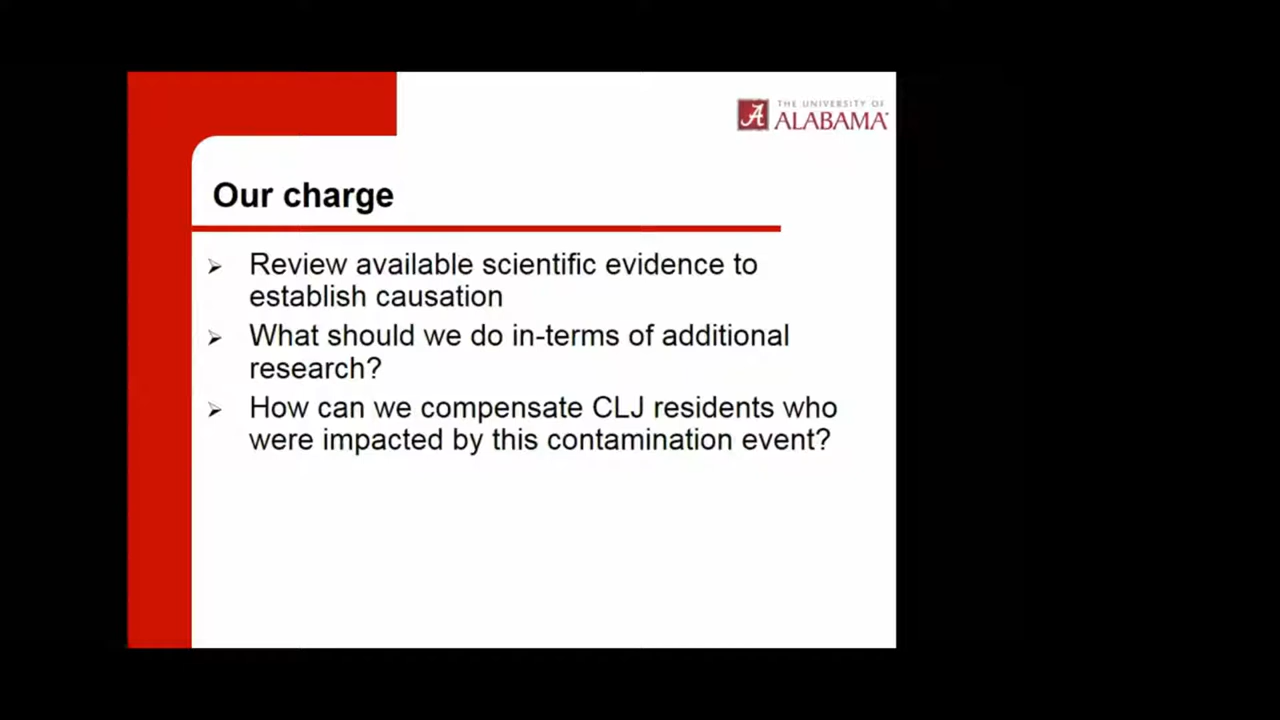 THE UNIVERSITY OF
ALABAMA
Our charge
Review available scientific evidence to
establish causation
What should we do in-terms of additional
research?
How can we compensate CLJ residents who
were impacted by this contamination event?